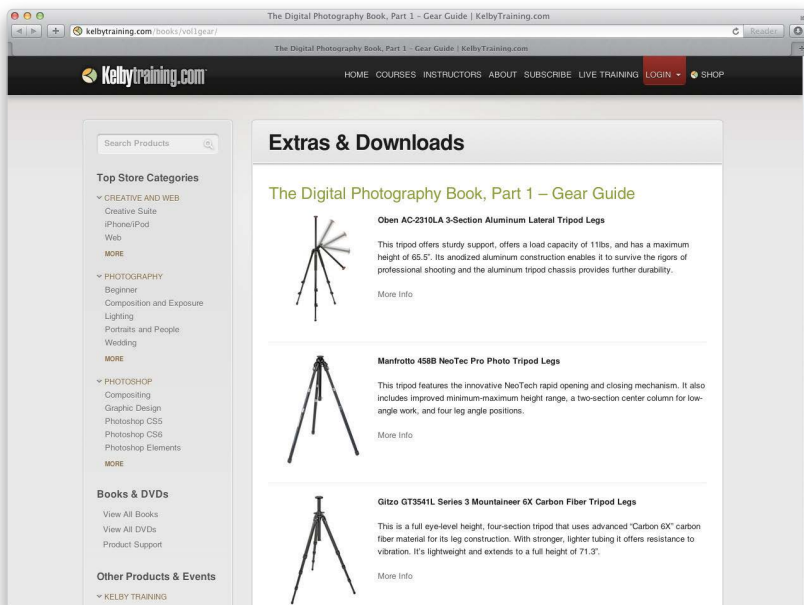 The Digital Photography Book, Part 1 – Gear Guide | KelbyTraining.com
kelbytraining.com/books/vol1gear/
Reader
The Digital Photography Book, Part 1 – Gear Guide | KelbyTraining.com
Kelbytraining.com
HOME COURSES INSTRUCTORS ABOUT SUBSCRIBE LIVE TRAINING LOGIN SHOP
Search Products
Top Store Categories
CREATIVE AND WEB
Creative Suite
iPhone/iPod
Web
MORE
PHOTOGRAPHY
Beginner
Composition and Exposure
Lighting
Portraits and People
Wedding
MORE
PHOTOSHOP
Compositing
Graphic Design
Photoshop CS5
Photoshop CS6
Photoshop Elements
MORE
Books & DVDs
View All Books
View All DVDs
Product Support
Other Products & Events
KELBY TRAINING
Extras & Downloads
The Digital Photography Book, Part 1 – Gear Guide
Oben AC-2310LA 3-Section Aluminum Lateral Tripod Legs
This tripod offers sturdy support, offers a load capacity of 11lbs, and has a maximum
height of 65.5". Its anodized aluminum construction enables it to survive the rigors of
professional shooting and the aluminum tripod chassis provides further durability.
More Info
Manfrotto 458B NeoTec Pro Photo Tripod Legs
This tripod features the innovative NeoTech rapid opening and closing mechanism. It also
includes improved minimum-maximum height range, a two-section center column for low-
angle work, and four leg angle positions.
More Info
Gitzo GT3541L Series 3 Mountaineer 6X Carbon Fiber Tripod Legs
This is a full eye-level height, four-section tripod that uses advanced “Carbon 6X” carbon
fiber material for its leg construction. With stronger, lighter tubing it offers resistance to
vibration. It's lightweight and extends to a full height of 71.3".
More Info